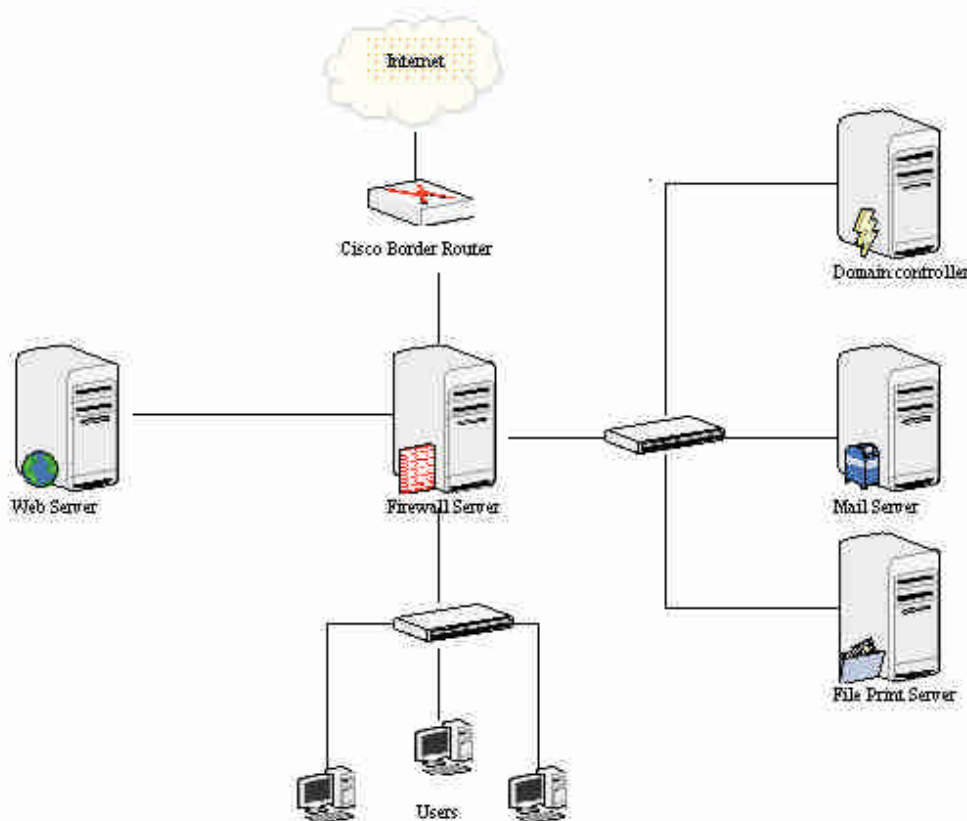 Internet
Cisco Border Router
Domain controller
Web Server
Firewall Server
Mail Server
File Print Server
Users